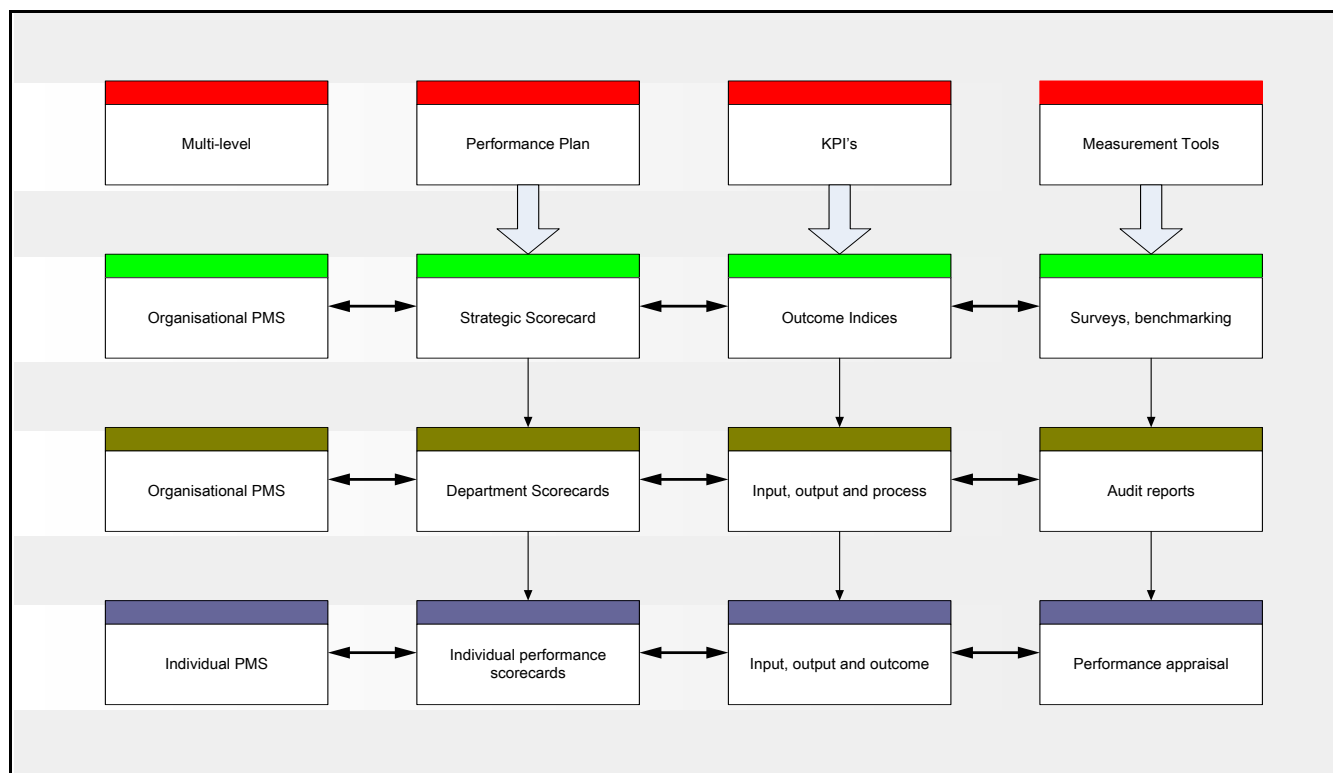 Multi-level
Performance Plan
KPI's
Measurement Tools
Organisational PMS
Strategic Scorecard
Outcome Indices
Surveys, benchmarking
Organisational PMS
Department Scorecards
Input, output and process
Audit reports
Individual PMS
Individual performance
scorecards
Input, output and outcome
Performance appraisal